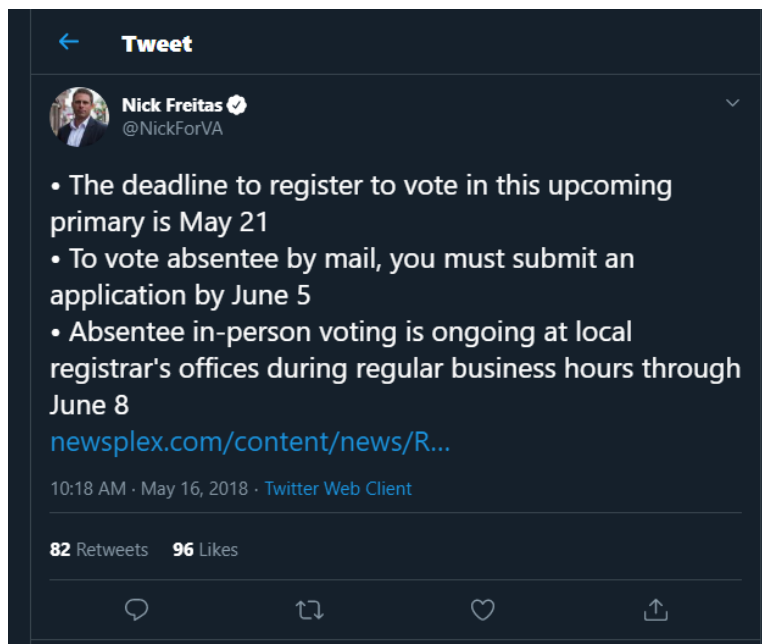 Tweet
Nick Freitas
@NickForVA
• The deadline to register to vote in this upcoming
primary is May 21
• To vote absentee by mail, you must submit an
application by June 5
• Absentee in-person voting is ongoing at local
registrar's offices during regular business hours through
June 8
newsplex.com/content/news/R...
10:18 AM · May 16, 2018 · Twitter Web Client
82 Retweets 96 Likes